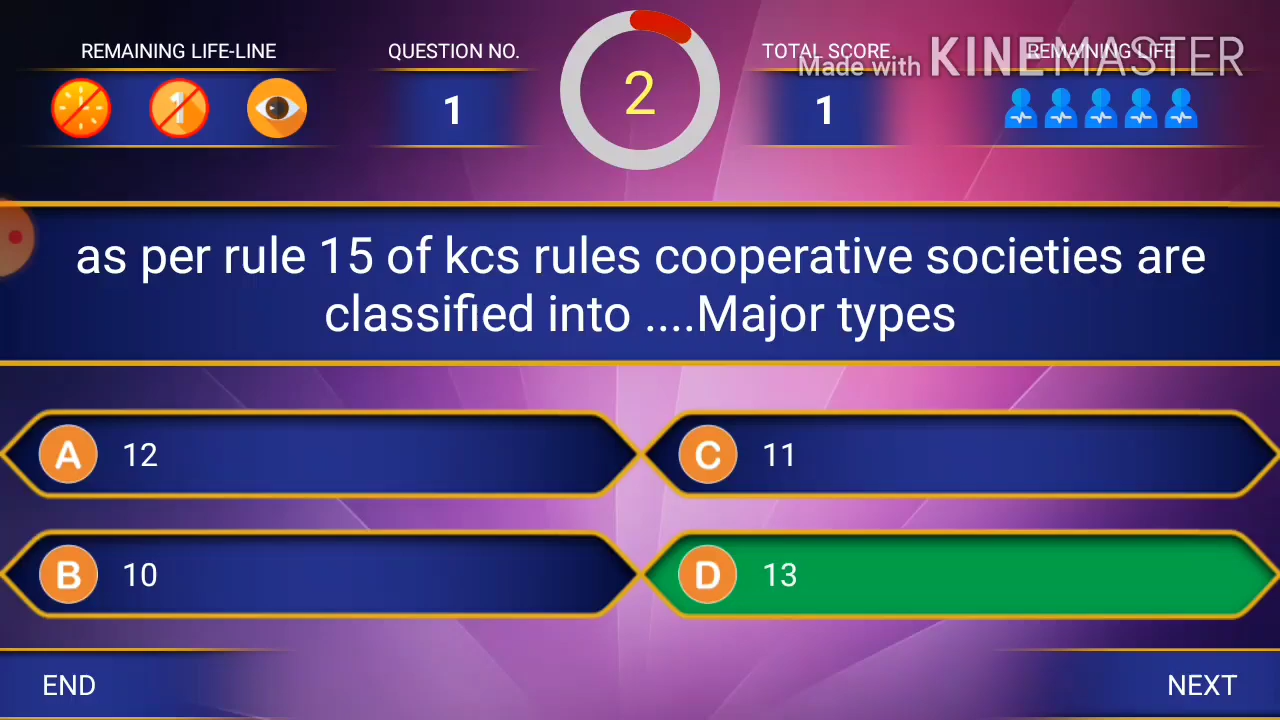 REMAINING LIFE-LINE
QUESTION NO.
TOTAL SCORE
REMAINING LIFE
Made with KINEMASTER
1
1
2
1
as per rule 15 of kcs rules cooperative societies are
classified into ....Major types
A 12
C 11
B 10
D 13
END
NEXT